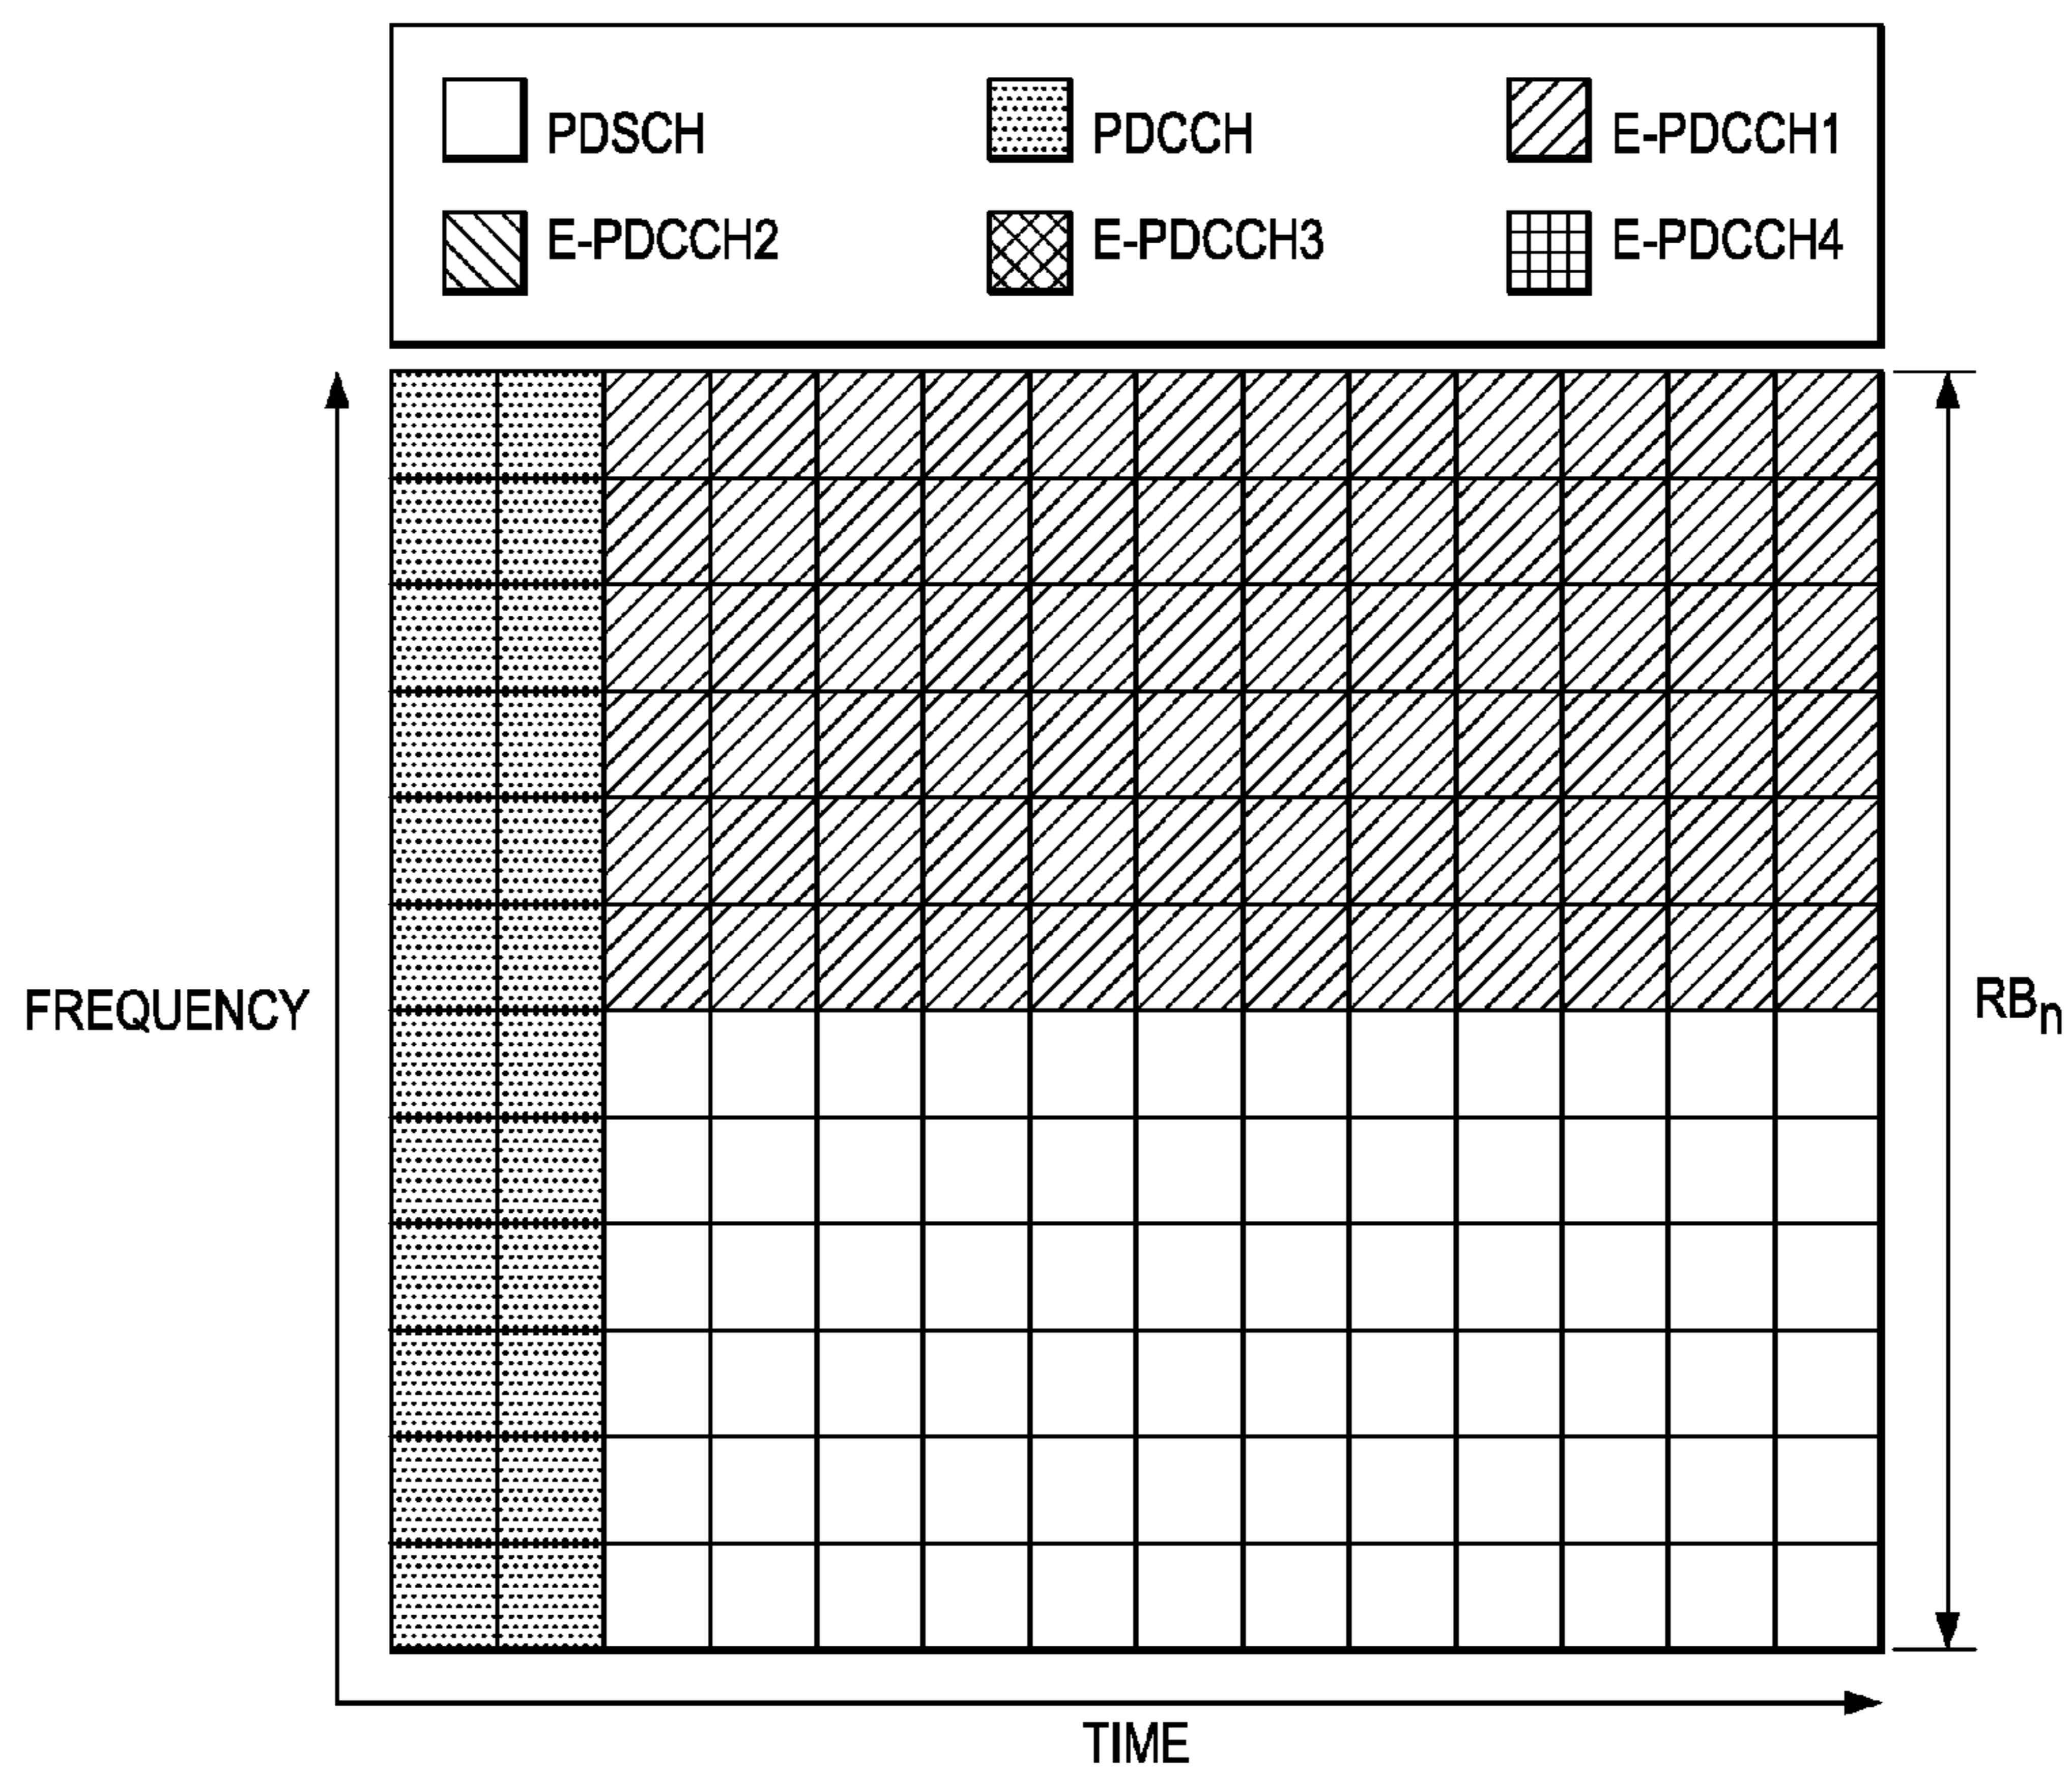 PDSCH
PDCCH
E-PDCCH1
E-PDCCH2
E-PDCCH3
E-PDCCH4
FREQUENCY
RBn
TIME